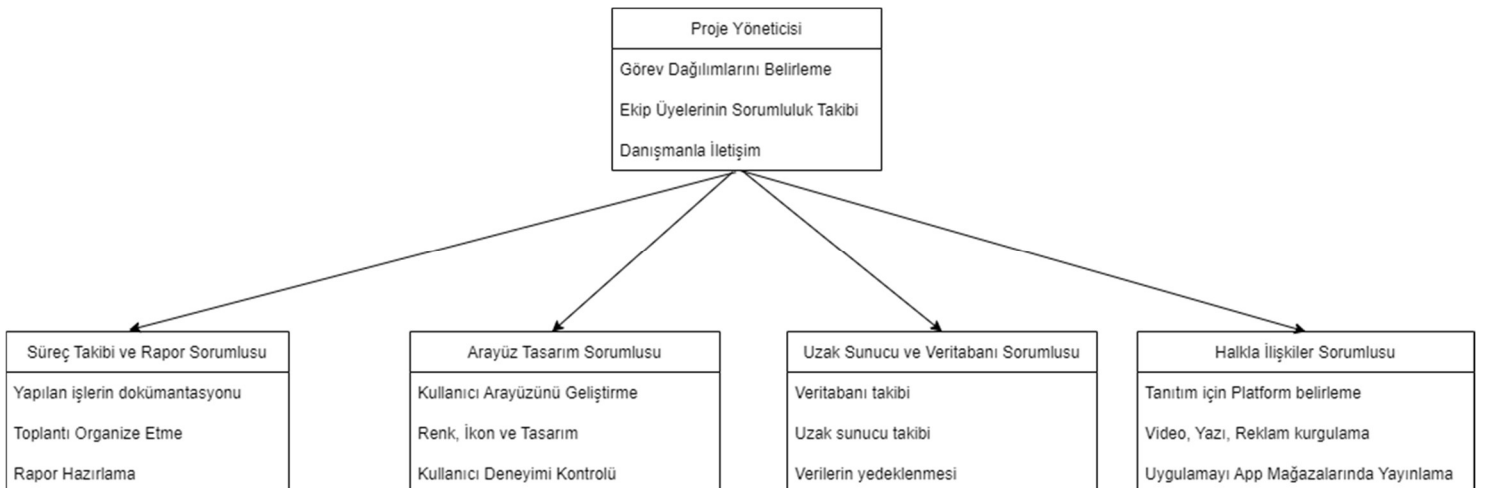 Proje Yöneticisi
Görev Dağılımlarını Belirleme
Ekip Üyelerinin Sorumluluk Takibi
Danışmanla İletişim
Süreç Takibi ve Rapor Sorumlusu
Yapılan işlerin dokümantasyonu
Toplantı Organize Etme
Rapor Hazırlama
Arayüz Tasarım Sorumlusu
Kullanıcı Arayüzünü Geliştirme
Renk, İkon ve Tasarım
Kullanıcı Deneyimi Kontrolü
Uzak Sunucu ve Veritabanı Sorumlusu
Veritabanı takibi
Uzak sunucu takibi
Verilerin yedeklenmesi
Halkla İlişkiler Sorumlusu
Tanıtım için Platform belirleme
Video, Yazı, Reklam kurgulama
Uygulamayı App Mağazalarında Yayınlama